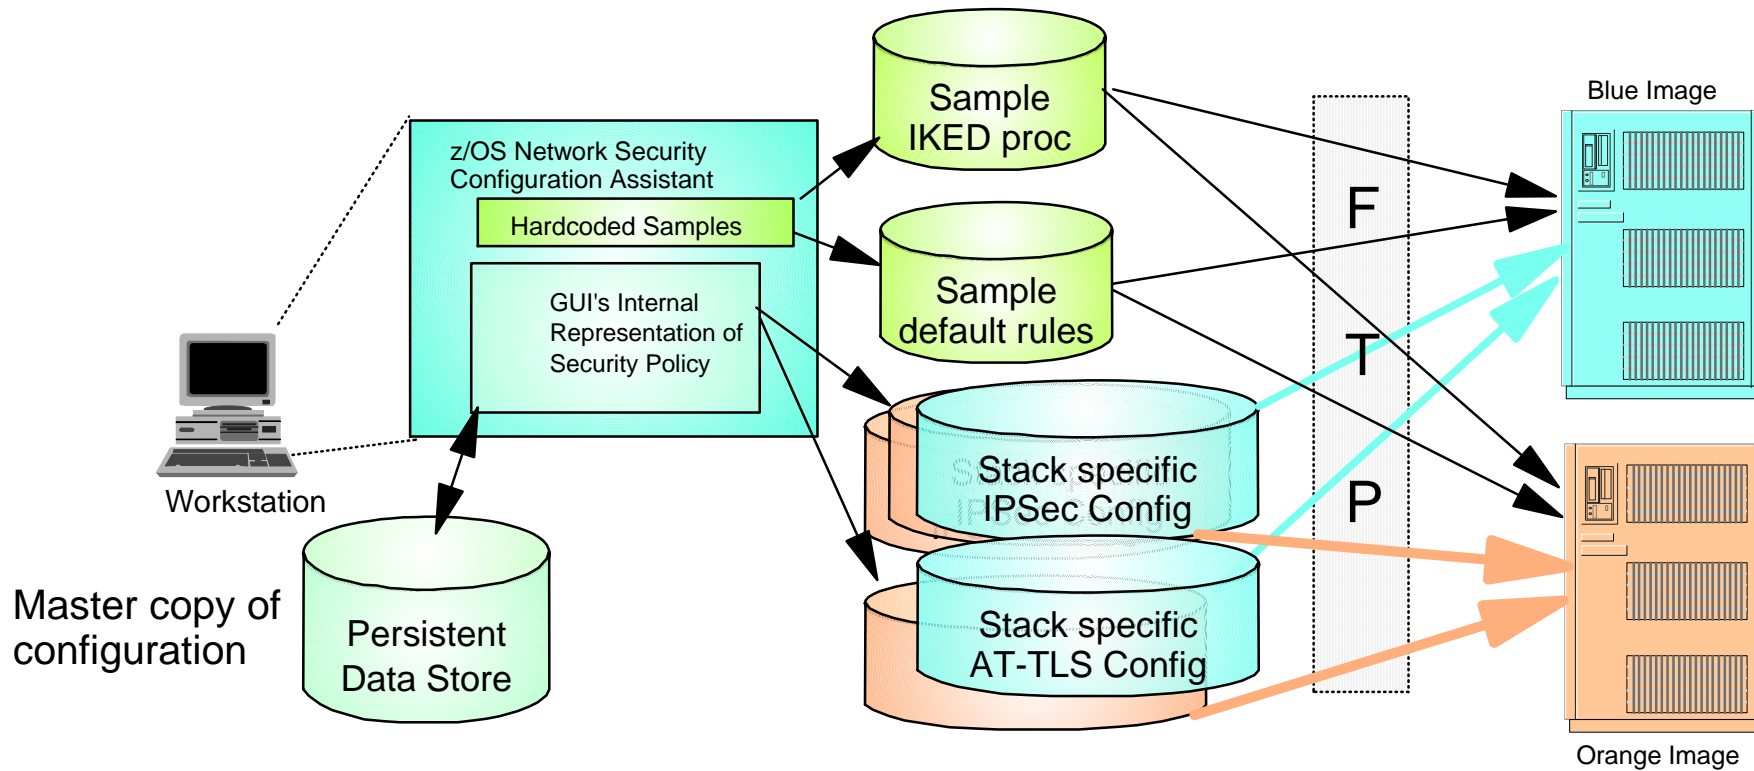 Blue Image
Sample
IKED proc
z/OS Network Security
Configuration Assistant
Hardcoded Samples
F
GUI's Internal
Representation of
Security Policy
Sample
default rules
T
Workstation
Stack specific
IPSec Config
P
Master copy of
configuration
Persistent
Data Store
Stack specific
AT-TLS Config
Orange Image